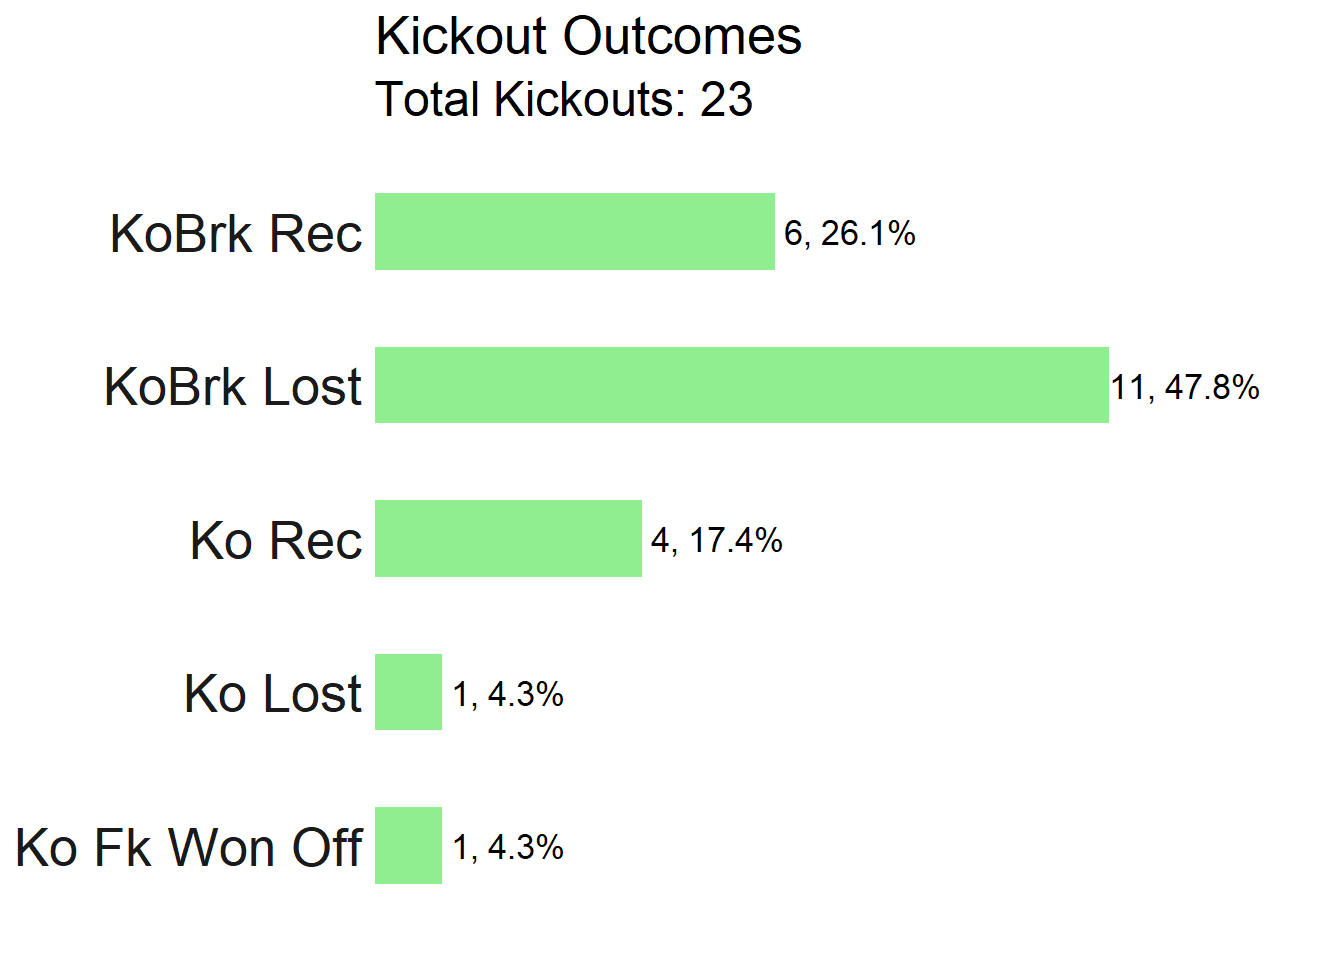 Kickout Outcomes
Total Kickouts: 23
KoBrk Rec 6, 26.1%
KoBrk Lost 11, 47.8%
Ko Rec 4, 17.4%
Ko Lost 1, 4.3%
Ko Fk Won Off 1, 4.3%